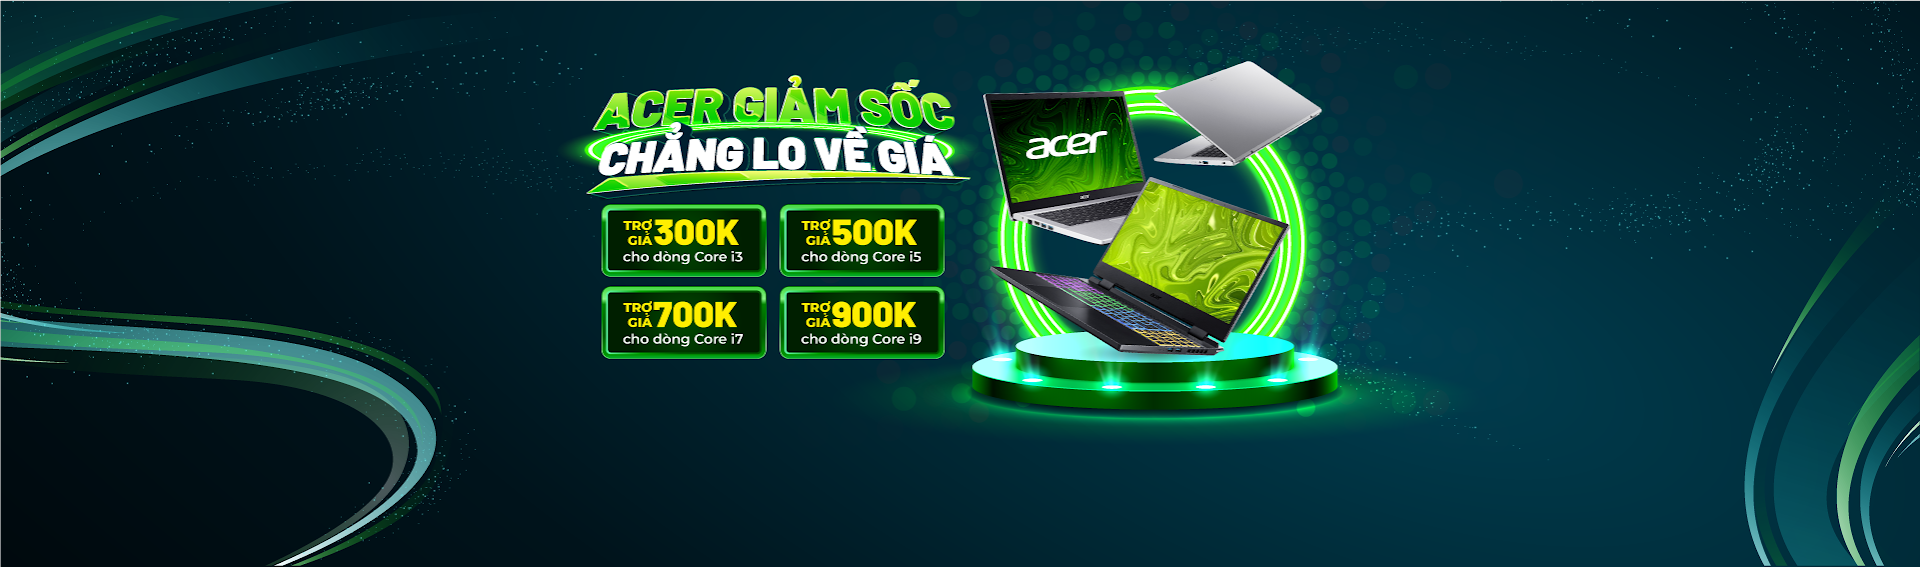 ACER GIẢM SỐC
CHẲNG LO VỀ GIÁ
TRỢ GIÁ 300K
cho dòng Core i3
TRỢ GIÁ 500K
cho dòng Core i5
TRỢ GIÁ 700K
cho dòng Core i7
TRỢ GIÁ 900K
cho dòng Core i9
acer